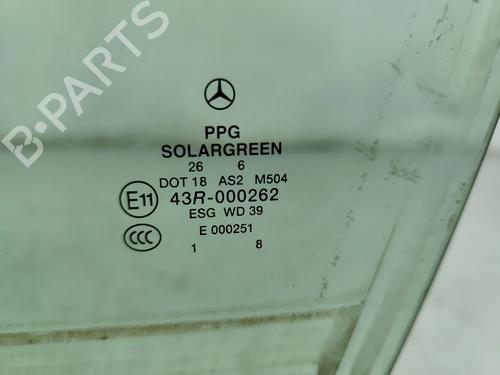 PPG
SOLARGREEN
26 6
DOT 18 AS2 M504
E11 43R-000262
ESG WD 39
CCC E 000251
1 8
B-PARTS